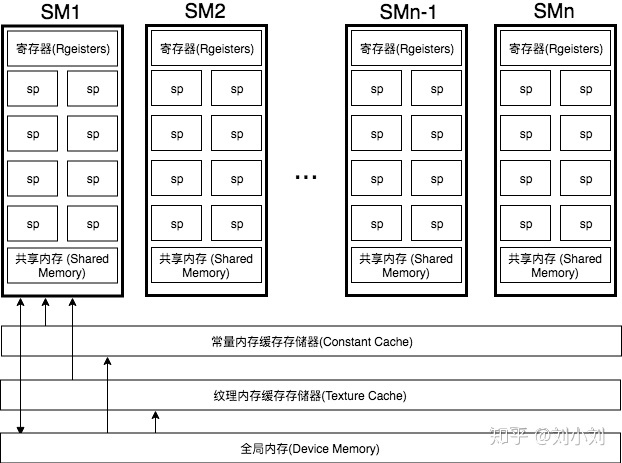 SM1 SM2 SMn-1 SMn
寄存器(Rgeisters) 寄存器(Rgeisters) 寄存器(Rgeisters) 寄存器(Rgeisters)
sp sp sp sp sp sp sp sp
sp sp sp sp sp sp sp sp
...
sp sp sp sp sp sp sp sp
sp sp sp sp sp sp sp sp
共享内存 (Shared 共享内存 (Shared 共享内存 (Shared 共享内存 (Shared
Memory) Memory) Memory) Memory)
常量内存缓存存储器(Constant Cache)
纹理内存缓存存储器(Texture Cache)
全局内存(Device Memory)
知乎 @刘小刘